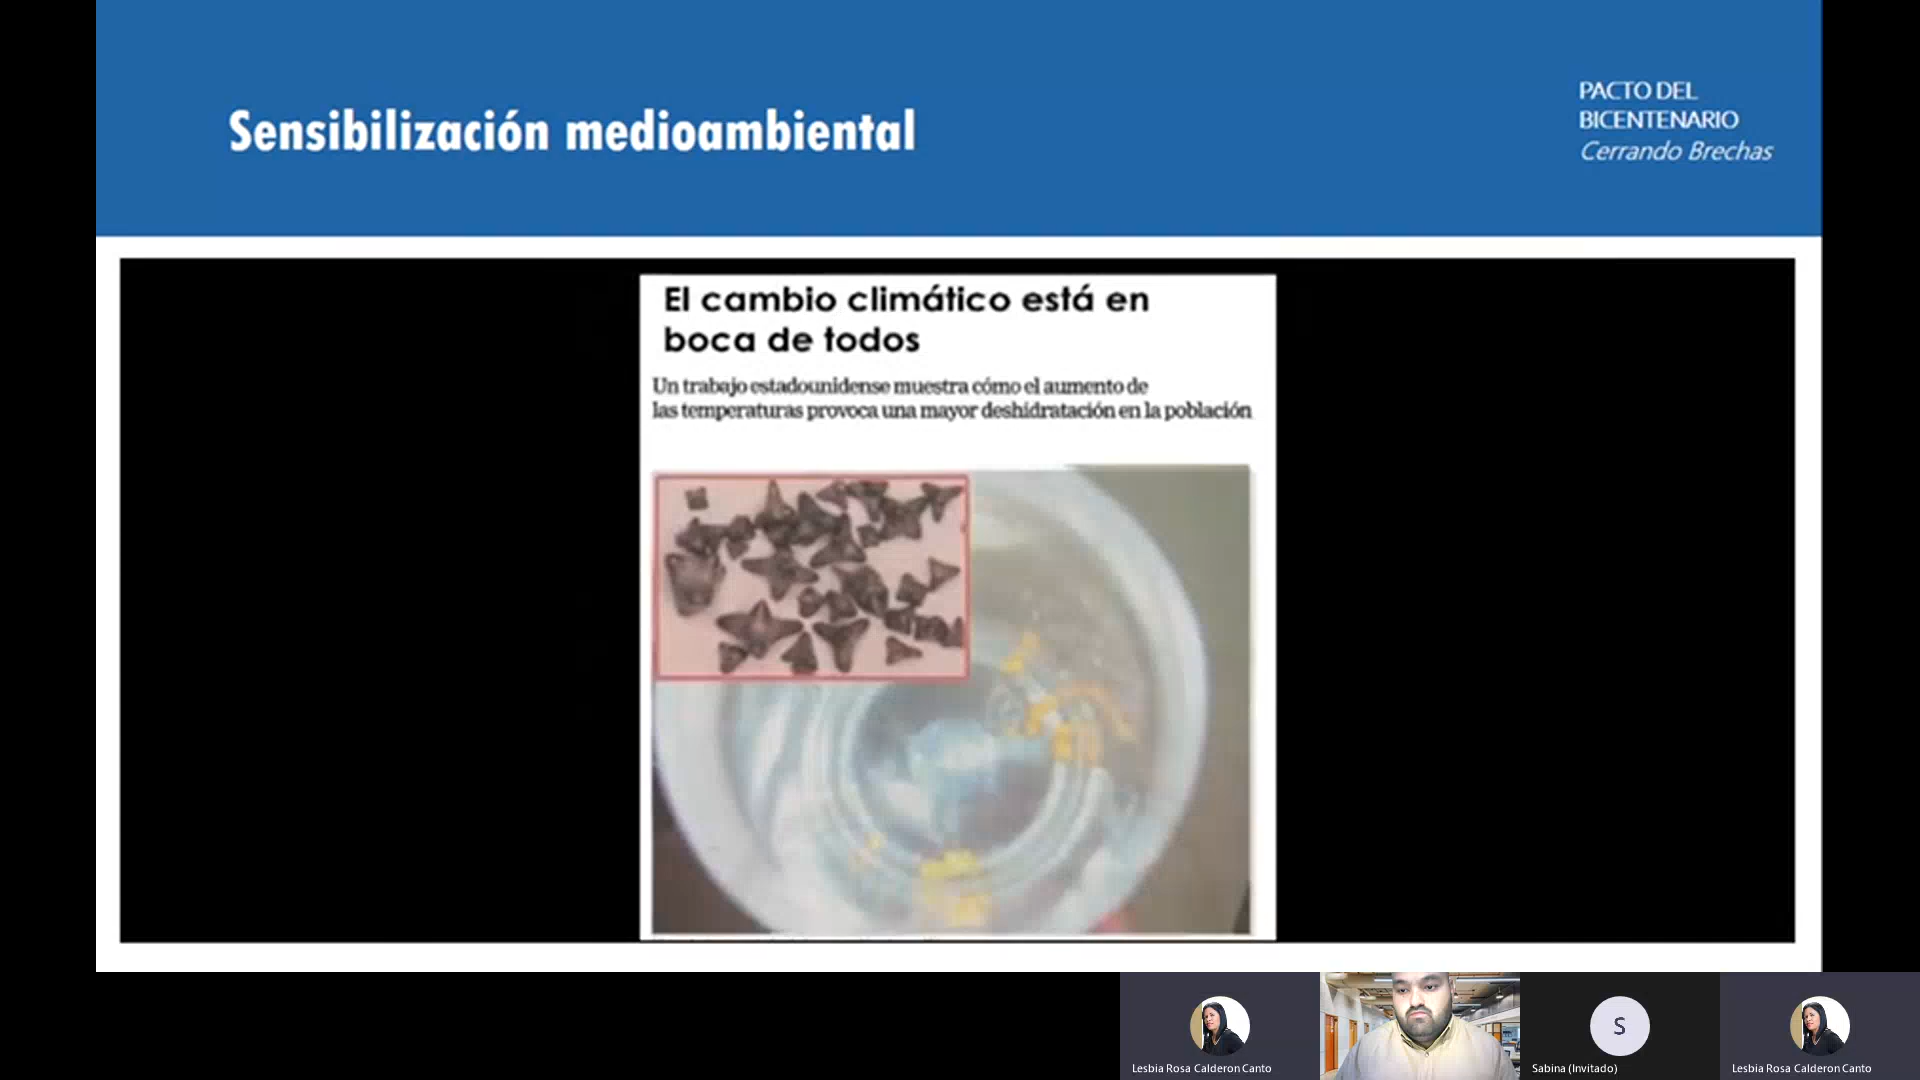 Sensibilización medioambiental
PACTO DEL
BICENTENARIO
Cerrando Brechas
El cambio climático está en
boca de todos
Un trabajo estadounidense muestra cómo el aumento de
las temperaturas provoca una mayor deshidratación en la población
Lesbia Rosa Calderon Canto
S
Sabina (Invitado)
Lesbia Rosa Calderon Canto